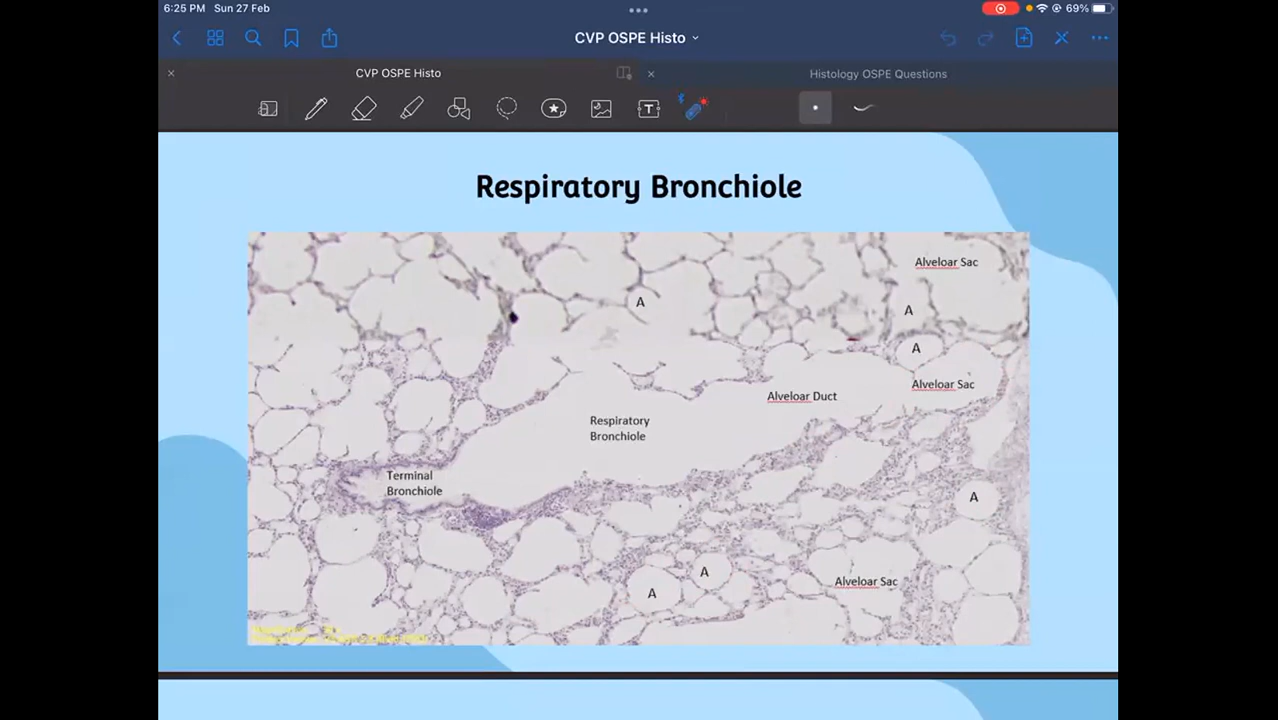 6:25 PM Sun 27 Feb
69%
CVP OSPE Histo
CVP OSPE Histo
Histology OSPE Questions
Respiratory Bronchiole
Alveloar Sac
A
A
A
Alveloar Sac
Alveloar Duct
Respiratory
Bronchiole
Terminal
Bronchiole
A
A
Alveloar Sac
A